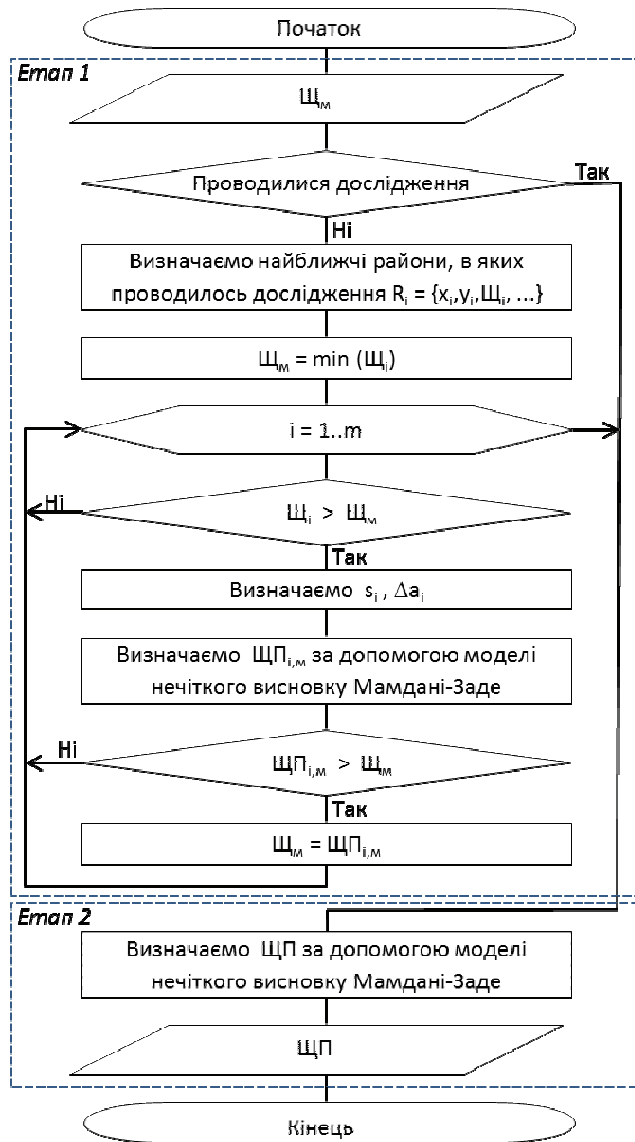 Початок
Етап 1
Щм
Проводилися дослідження
Так
Ні
Визначаємо найближчі райони, в яких
проводилось дослідження Ri = {xi,yi,Щi, ...}
Щм = min (Щi)
i = 1..m
Ні
Щi > Щм
Так
Визначаємо si , Δai
Визначаємо ЩПi,м за допомогою моделі
нечіткого висновку Мамдані-Заде
Ні
ЩПi,м > Щм
Так
Щм = ЩПi,м
Етап 2
Визначаємо ЩП за допомогою моделі
нечіткого висновку Мамдані-Заде
ЩП
Кінець